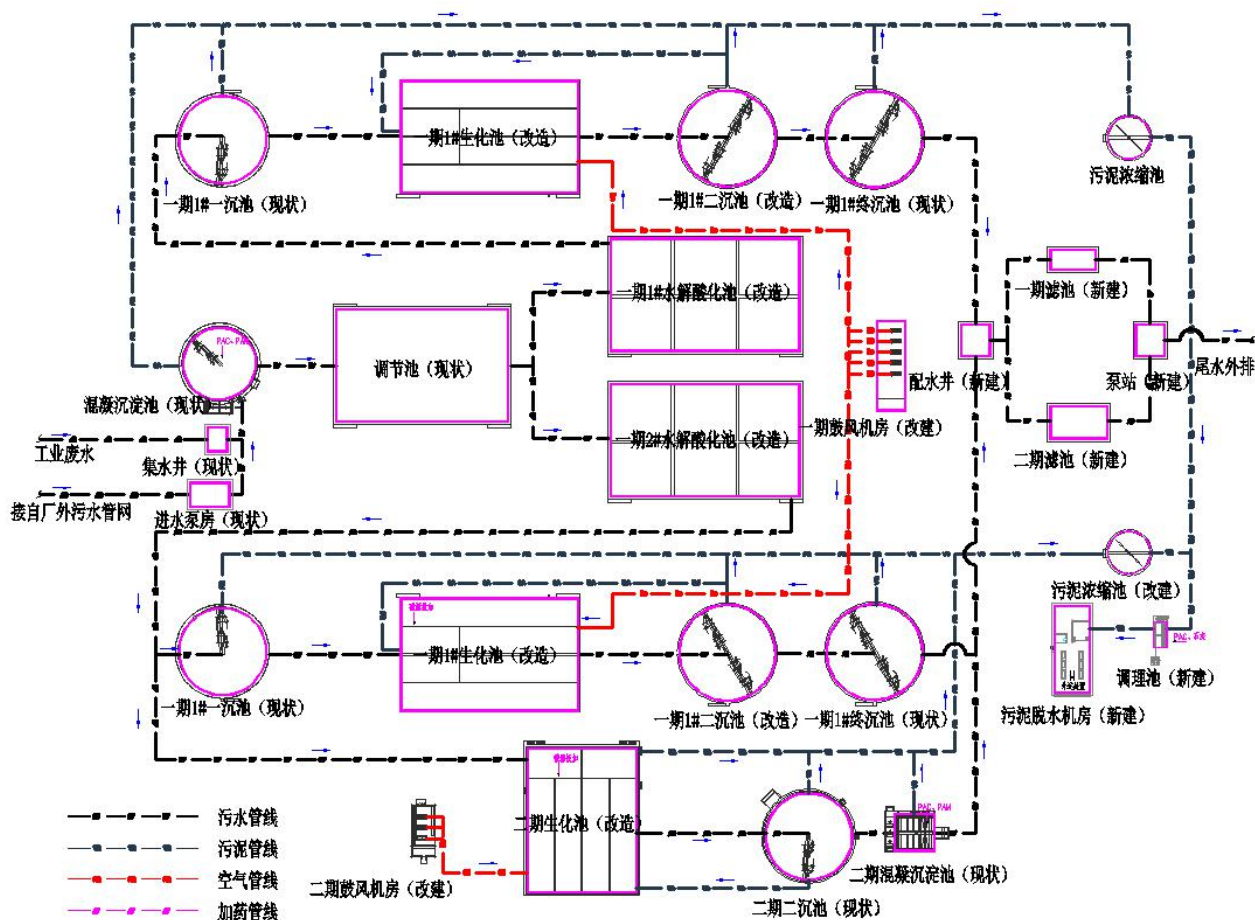 污泥浓缩池
一期1#生化池（改造）
一期1#一沉池（现状）
一期1#二沉池（改造）
一期1#终沉池（现状）
一期1#水解酸化池（改造）
一期滤池（新建）
PAC、PAM
调节池（现状）
配水井（新建）
泵站（新建）
尾水外排
混凝沉淀池（现状）
一期鼓风机房（改建）
工业废水
集水井（现状）
一期2#水解酸化池（改造）
二期滤池（新建）
接自厂外污水管网
进水泵房（现状）
污泥浓缩池（改建）
一期1#生化池（改造）
PAC、石灰
调理池（新建）
一期1#一沉池（现状）
一期1#二沉池（改造）
一期1#终沉池（现状）
污泥脱水机房（新建）
PAC、PAM
污水管线
二期生化池（改造）
污泥管线
二期混凝沉淀池（现状）
空气管线
二期鼓风机房（改建）
二期二沉池（现状）
加药管线